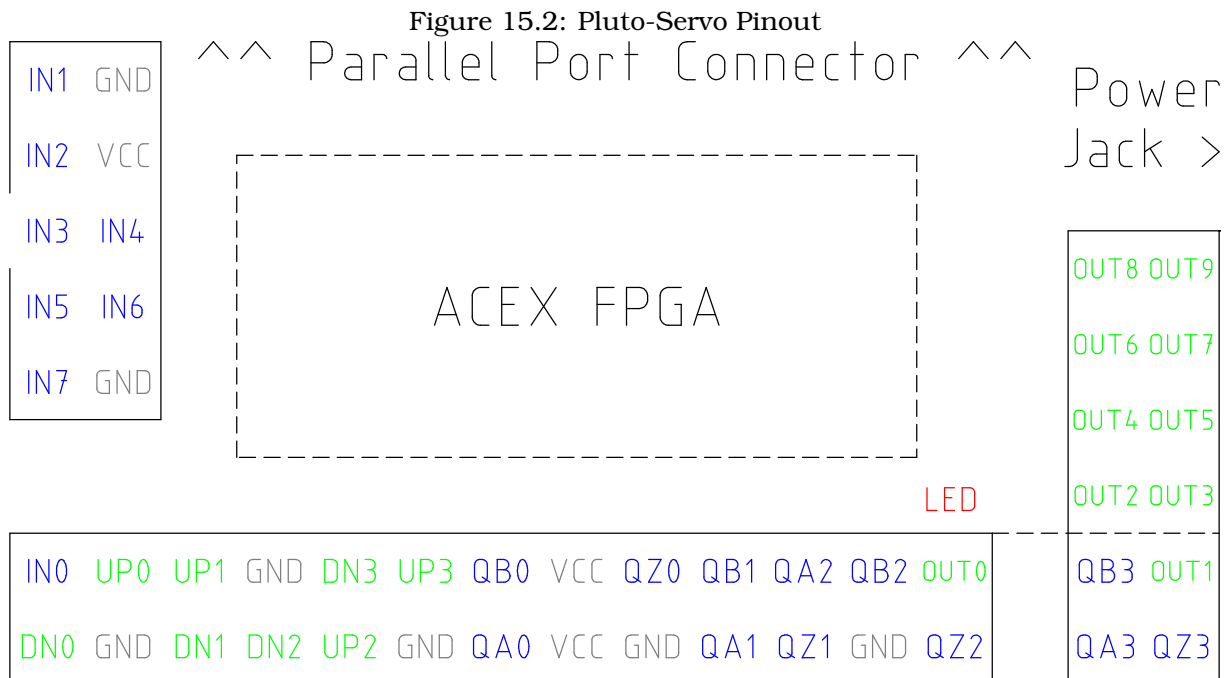 Figure 15.2: Pluto-Servo Pinout
^^ Parallel Port Connector ^^
Power
Jack >
IN1 GND
IN2 VCC
IN3 IN4
IN5 IN6
IN7 GND
ACEX FPGA
OUT8 OUT9
OUT6 OUT7
OUT4 OUT5
OUT2 OUT3
LED
IN0 UP0 UP1 GND DN3 UP3 QB0 VCC QZ0 QB1 QA2 QB2 OUT0
DN0 GND DN1 DN2 UP2 GND QA0 VCC GND QA1 QZ1 GND QZ2
QB3 OUT1
QA3 QZ3